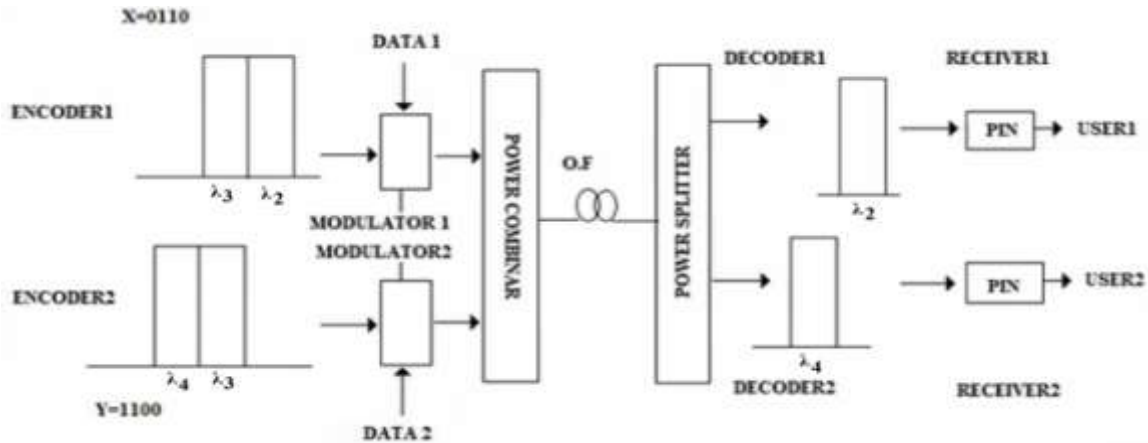 X=0110
DATA 1
DECODER1
RECEIVER1
ENCODER1
PIN
USER1
POWER COMBINAR
POWER SPLITTER
O.F
λ3
λ2
λ2
MODULATOR 1
MODULATOR2
ENCODER2
PIN
USER2
λ4
λ3
λ4
DECODER2
RECEIVER2
Y=1100
DATA 2